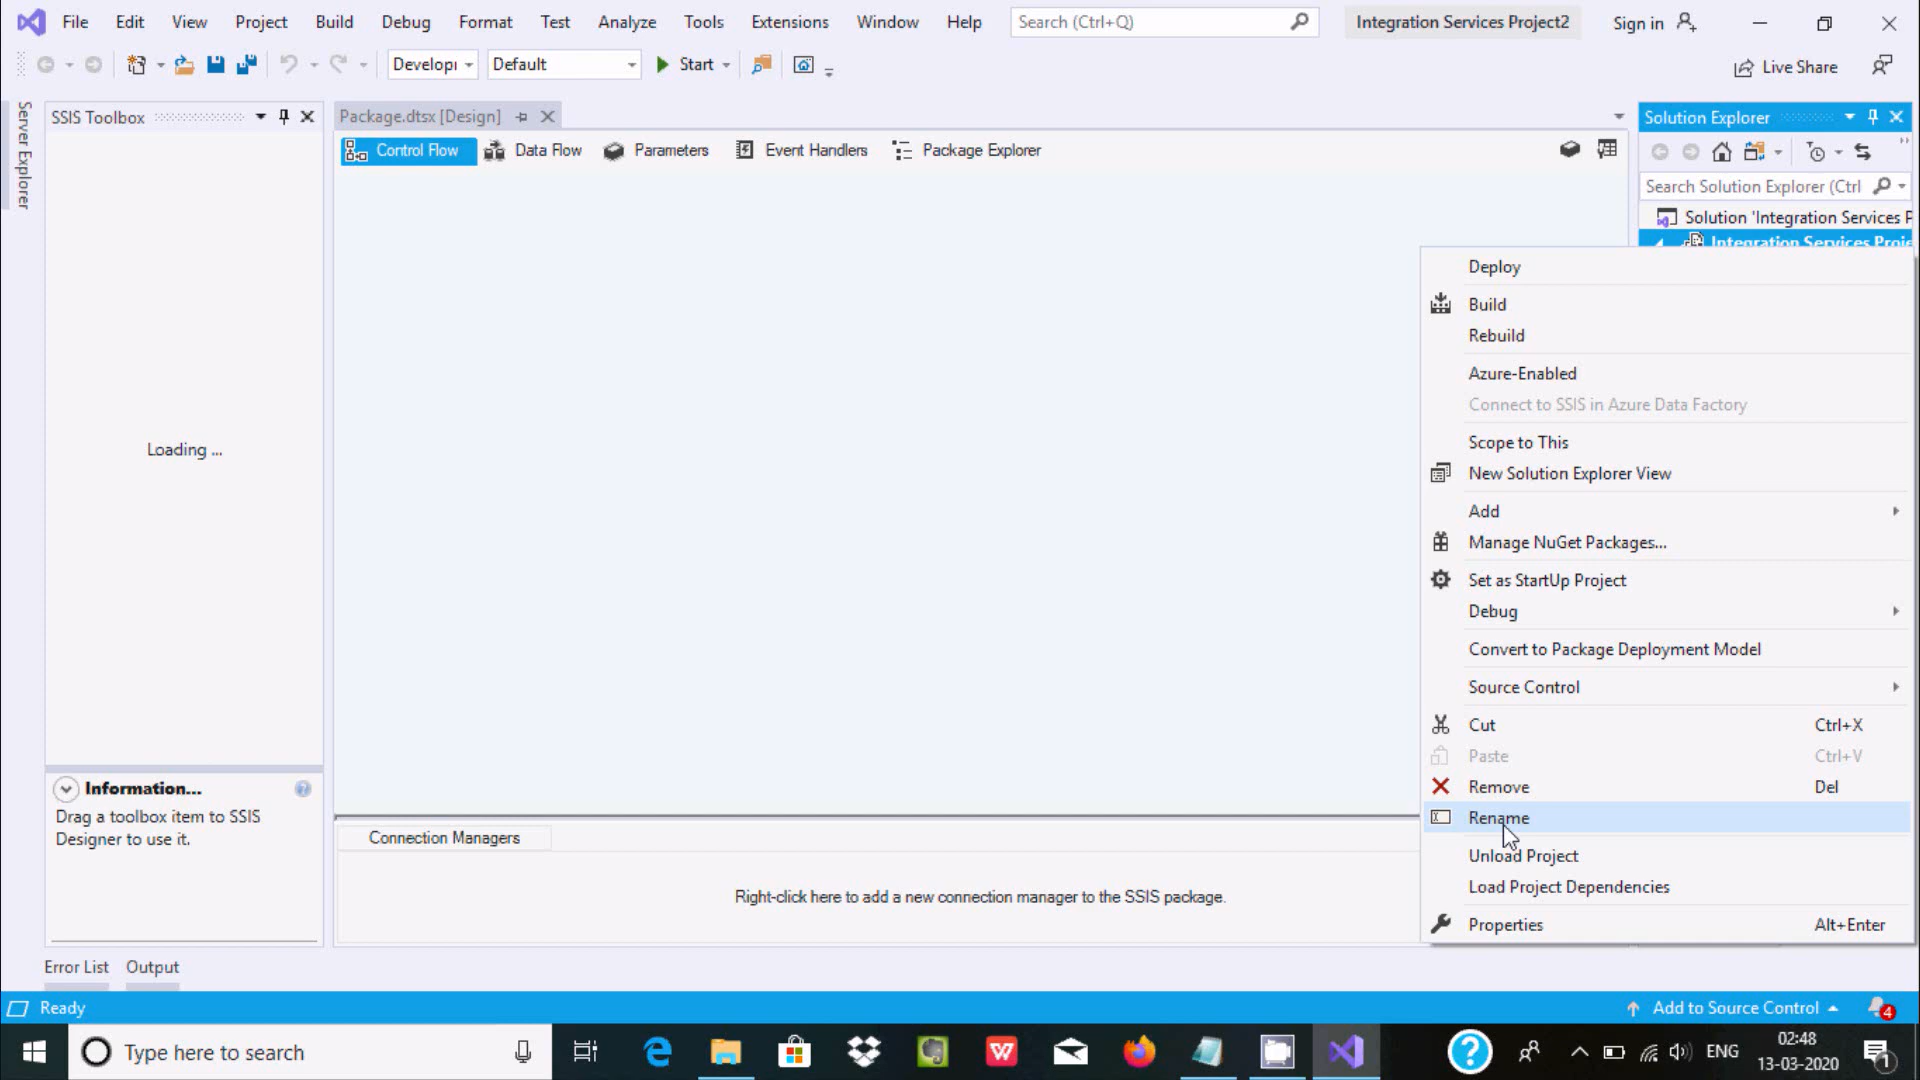 File Edit View Project Build Debug Format Test Analyze Tools Extensions Window Help Search (Ctrl+Q) Integration Services Project2 Sign in
Developi Default Start Live Share
Server Explorer
SSIS Toolbox
Package.dtsx [Design]
Solution Explorer
Control Flow Data Flow Parameters Event Handlers Package Explorer
Search Solution Explorer (Ctrl
Solution 'Integration Services P
Integration Services Proje
Deploy
Build
Rebuild
Azure-Enabled
Connect to SSIS in Azure Data Factory
Scope to This
New Solution Explorer View
Add
Manage NuGet Packages...
Set as StartUp Project
Debug
Convert to Package Deployment Model
Source Control
Cut Ctrl+X
Paste Ctrl+V
Remove Del
Rename
Unload Project
Load Project Dependencies
Properties Alt+Enter
Loading ...
Information...
Drag a toolbox item to SSIS
Designer to use it.
Connection Managers
Right-click here to add a new connection manager to the SSIS package.
Error List Output
Ready
Add to Source Control 4
Type here to search
ENG
02:48
13-03-2020
1